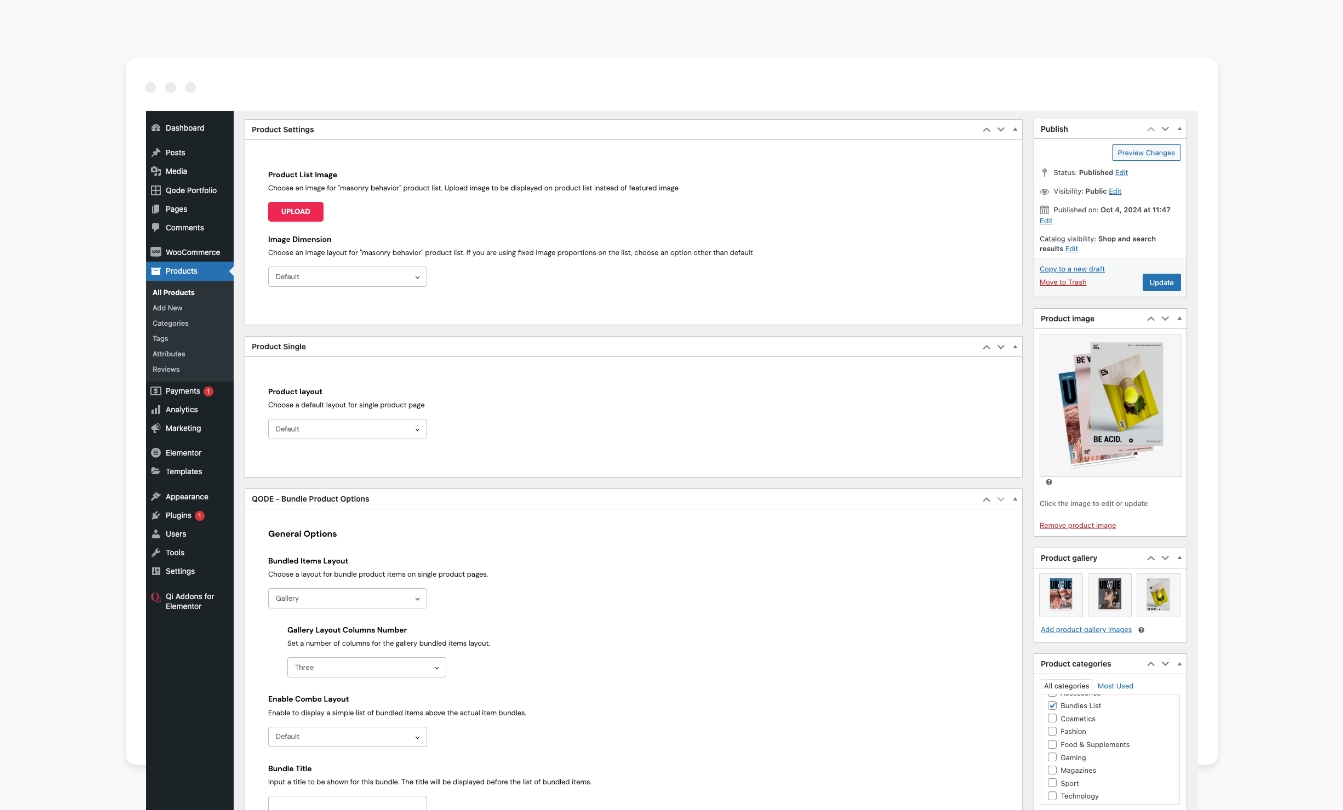 Dashboard
Posts
Media
Qode Portfolio
Pages
Comments
WooCommerce
Products
All Products
Add New
Categories
Tags
Attributes
Reviews
Payments 1
Analytics
Marketing
Elementor
Templates
Appearance
Plugins 1
Users
Tools
Settings
Qi Addons for
Elementor
Product Settings
Product List Image
Choose an image for "masonry behavior" product list. Upload image to be displayed on product list instead of featured image
UPLOAD
Image Dimension
Choose an image layout for "masonry behavior" product list. If you are using fixed image proportions on the list, choose an option other than default
Default
Product Single
Product layout
Choose a default layout for single product page
Default
QODE - Bundle Product Options
General Options
Bundled Items Layout
Choose a layout for bundle product items on single product pages.
Gallery
Gallery Layout Columns Number
Set a number of columns for the gallery bundled items layout.
Three
Enable Combo Layout
Enable to display a simple list of bundled items above the actual item bundles.
Default
Bundle Title
Input a title to be shown for this bundle. The title will be displayed before the list of bundled items.
Publish
Preview Changes
Status: Published Edit
Visibility: Public Edit
Published on: Oct 4, 2024 at 11:47
Edit
Catalog visibility: Shop and search
results Edit
Copy to a new draft
Move to Trash
Update
Product image
BE ACID.
Click the image to edit or update
Remove product image
Product gallery
Add product gallery images
Product categories
All categories Most Used
Bundles List
Cosmetics
Fashion
Food & Supplements
Gaming
Magazines
Sport
Technology